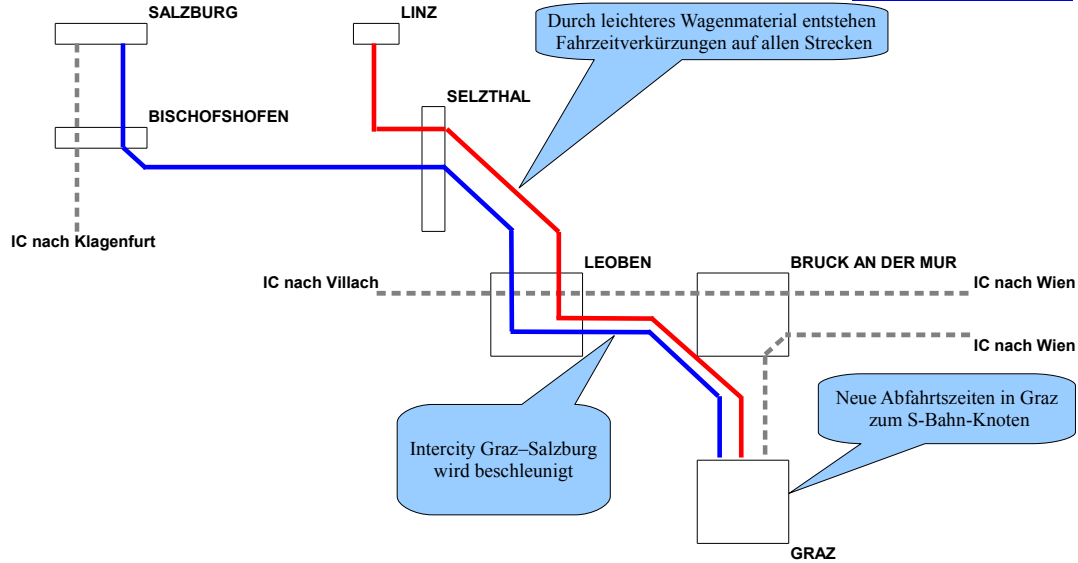 SALZBURG
LINZ
Durch leichteres Wagenmaterial entstehen
Fahrzeitverkürzungen auf allen Strecken
SELZTHAL
BISCHOFSHOFEN
IC nach Klagenfurt
LEOBEN
BRUCK AN DER MUR
IC nach Villach
IC nach Wien
IC nach Wien
Neue Abfahrtszeiten in Graz
zum S-Bahn-Knoten
Intercity Graz–Salzburg
wird beschleunigt
GRAZ